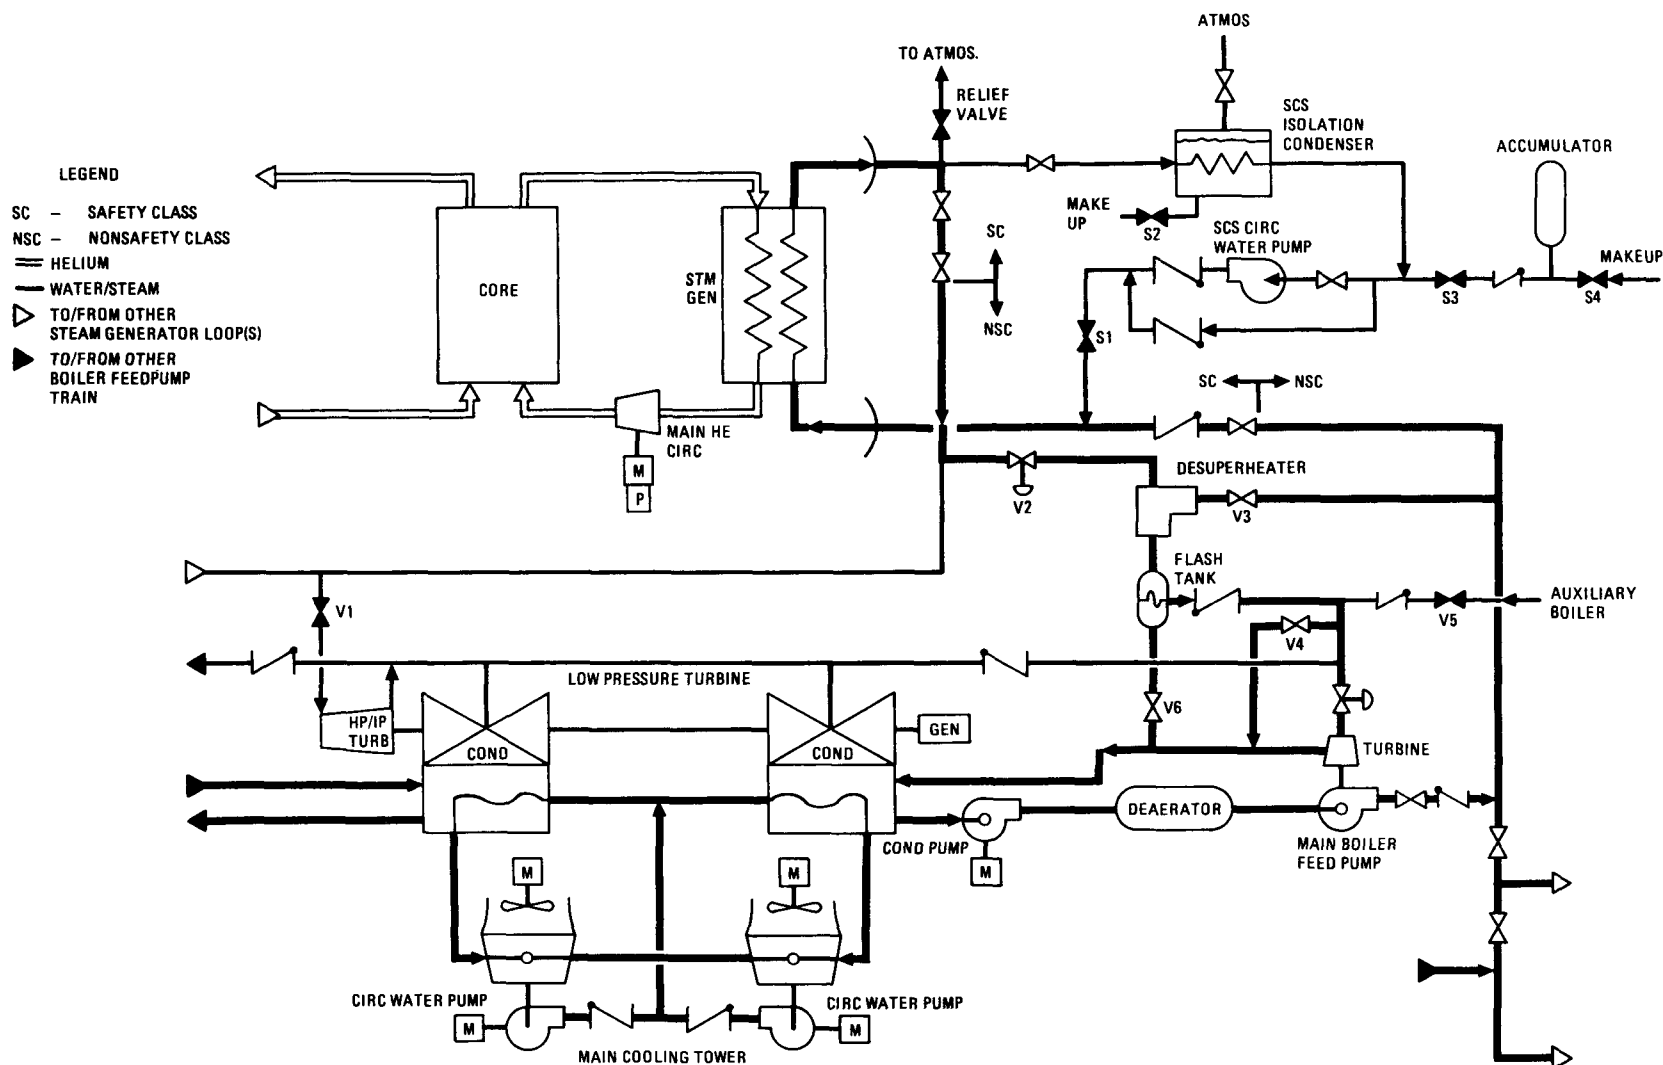 ATMOS
TO ATMOS.
RELIEF
VALVE
SCS
ISOLATION
CONDENSER
ACCUMULATOR
LEGEND
SC – SAFETY CLASS
NSC – NONSAFETY CLASS
HELIUM
WATER/STEAM
TO/FROM OTHER
STEAM GENERATOR LOOP(S)
TO/FROM OTHER
BOILER FEEDPUMP
TRAIN
CORE
STM
GEN
MAIN HE
CIRC
M
P
MAKE
UP
S2
SCS CIRC
WATER PUMP
SC
NSC
S1
S3
S4
MAKEUP
SC
NSC
DESUPERHEATER
V2
V3
FLASH
TANK
AUXILIARY
BOILER
V5
V4
V1
LOW PRESSURE TURBINE
HP/IP
TURB
COND
COND
GEN
V6
TURBINE
COND PUMP
M
DEAERATOR
MAIN BOILER
FEED PUMP
M
M
CIRC WATER PUMP
M
CIRC WATER PUMP
M
MAIN COOLING TOWER